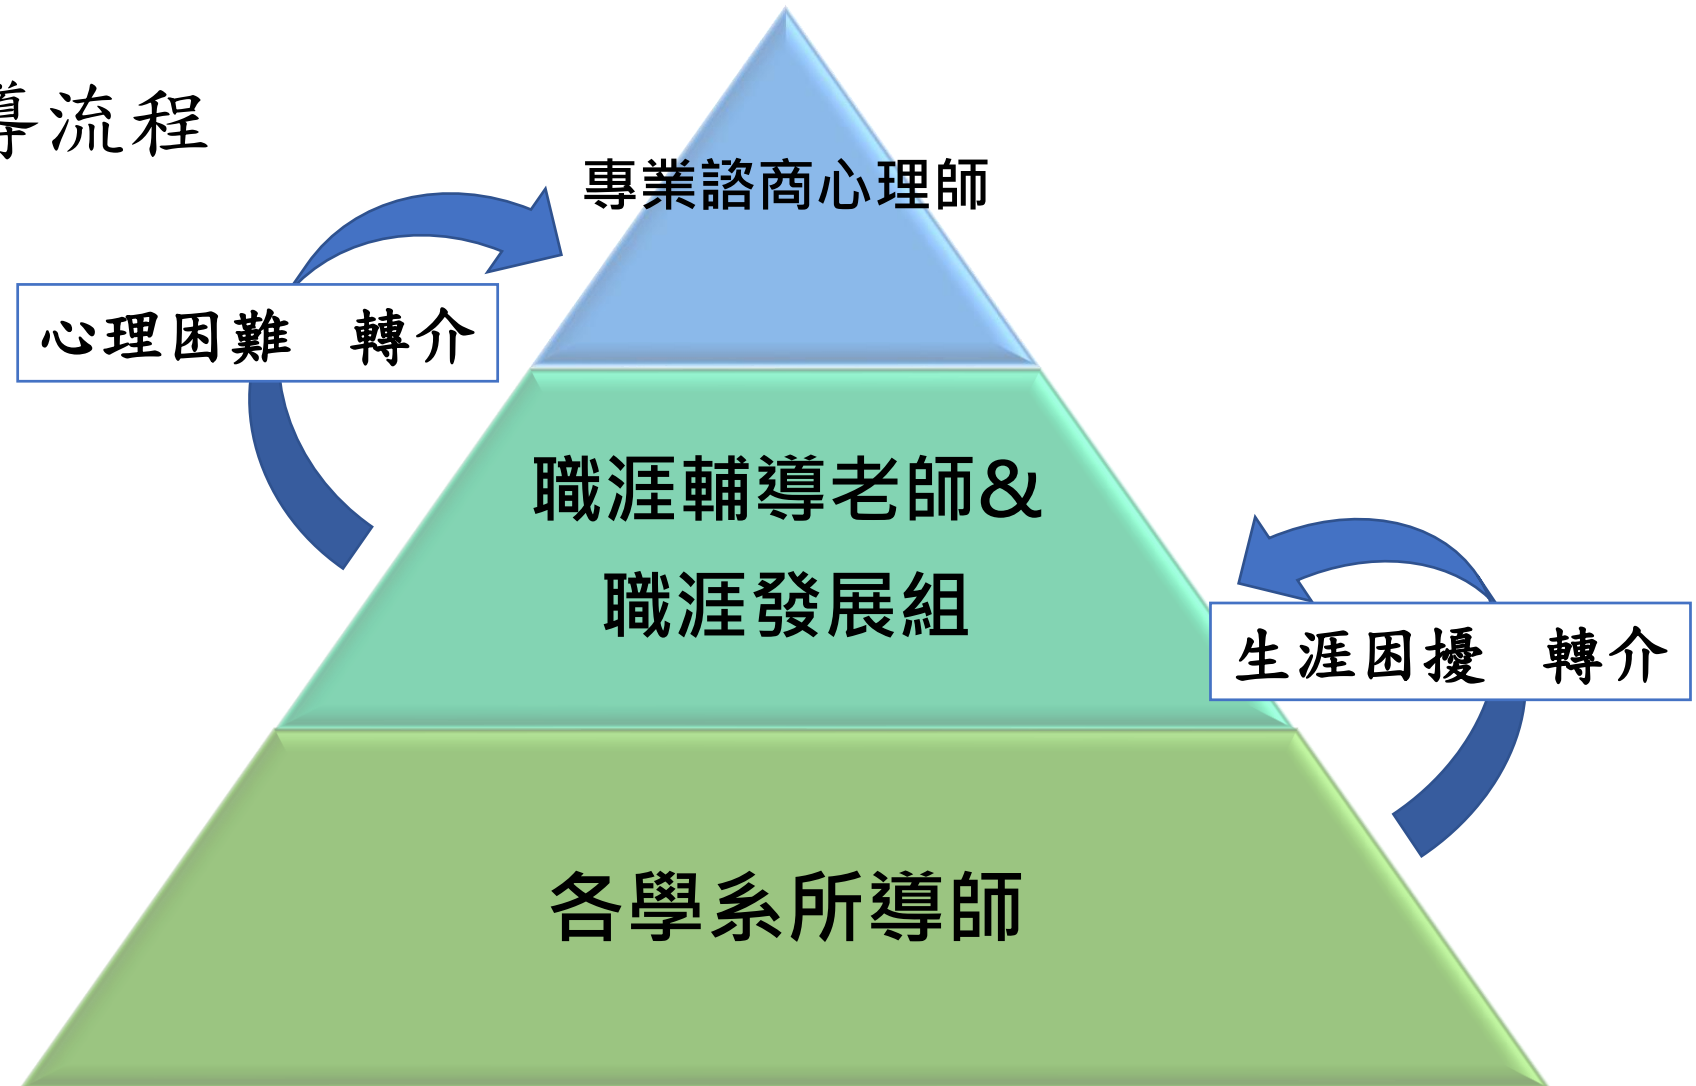 導流程
專業諮商心理師
心理困難　轉介
職涯輔導老師&
職涯發展組
生涯困擾　轉介
各學系所導師